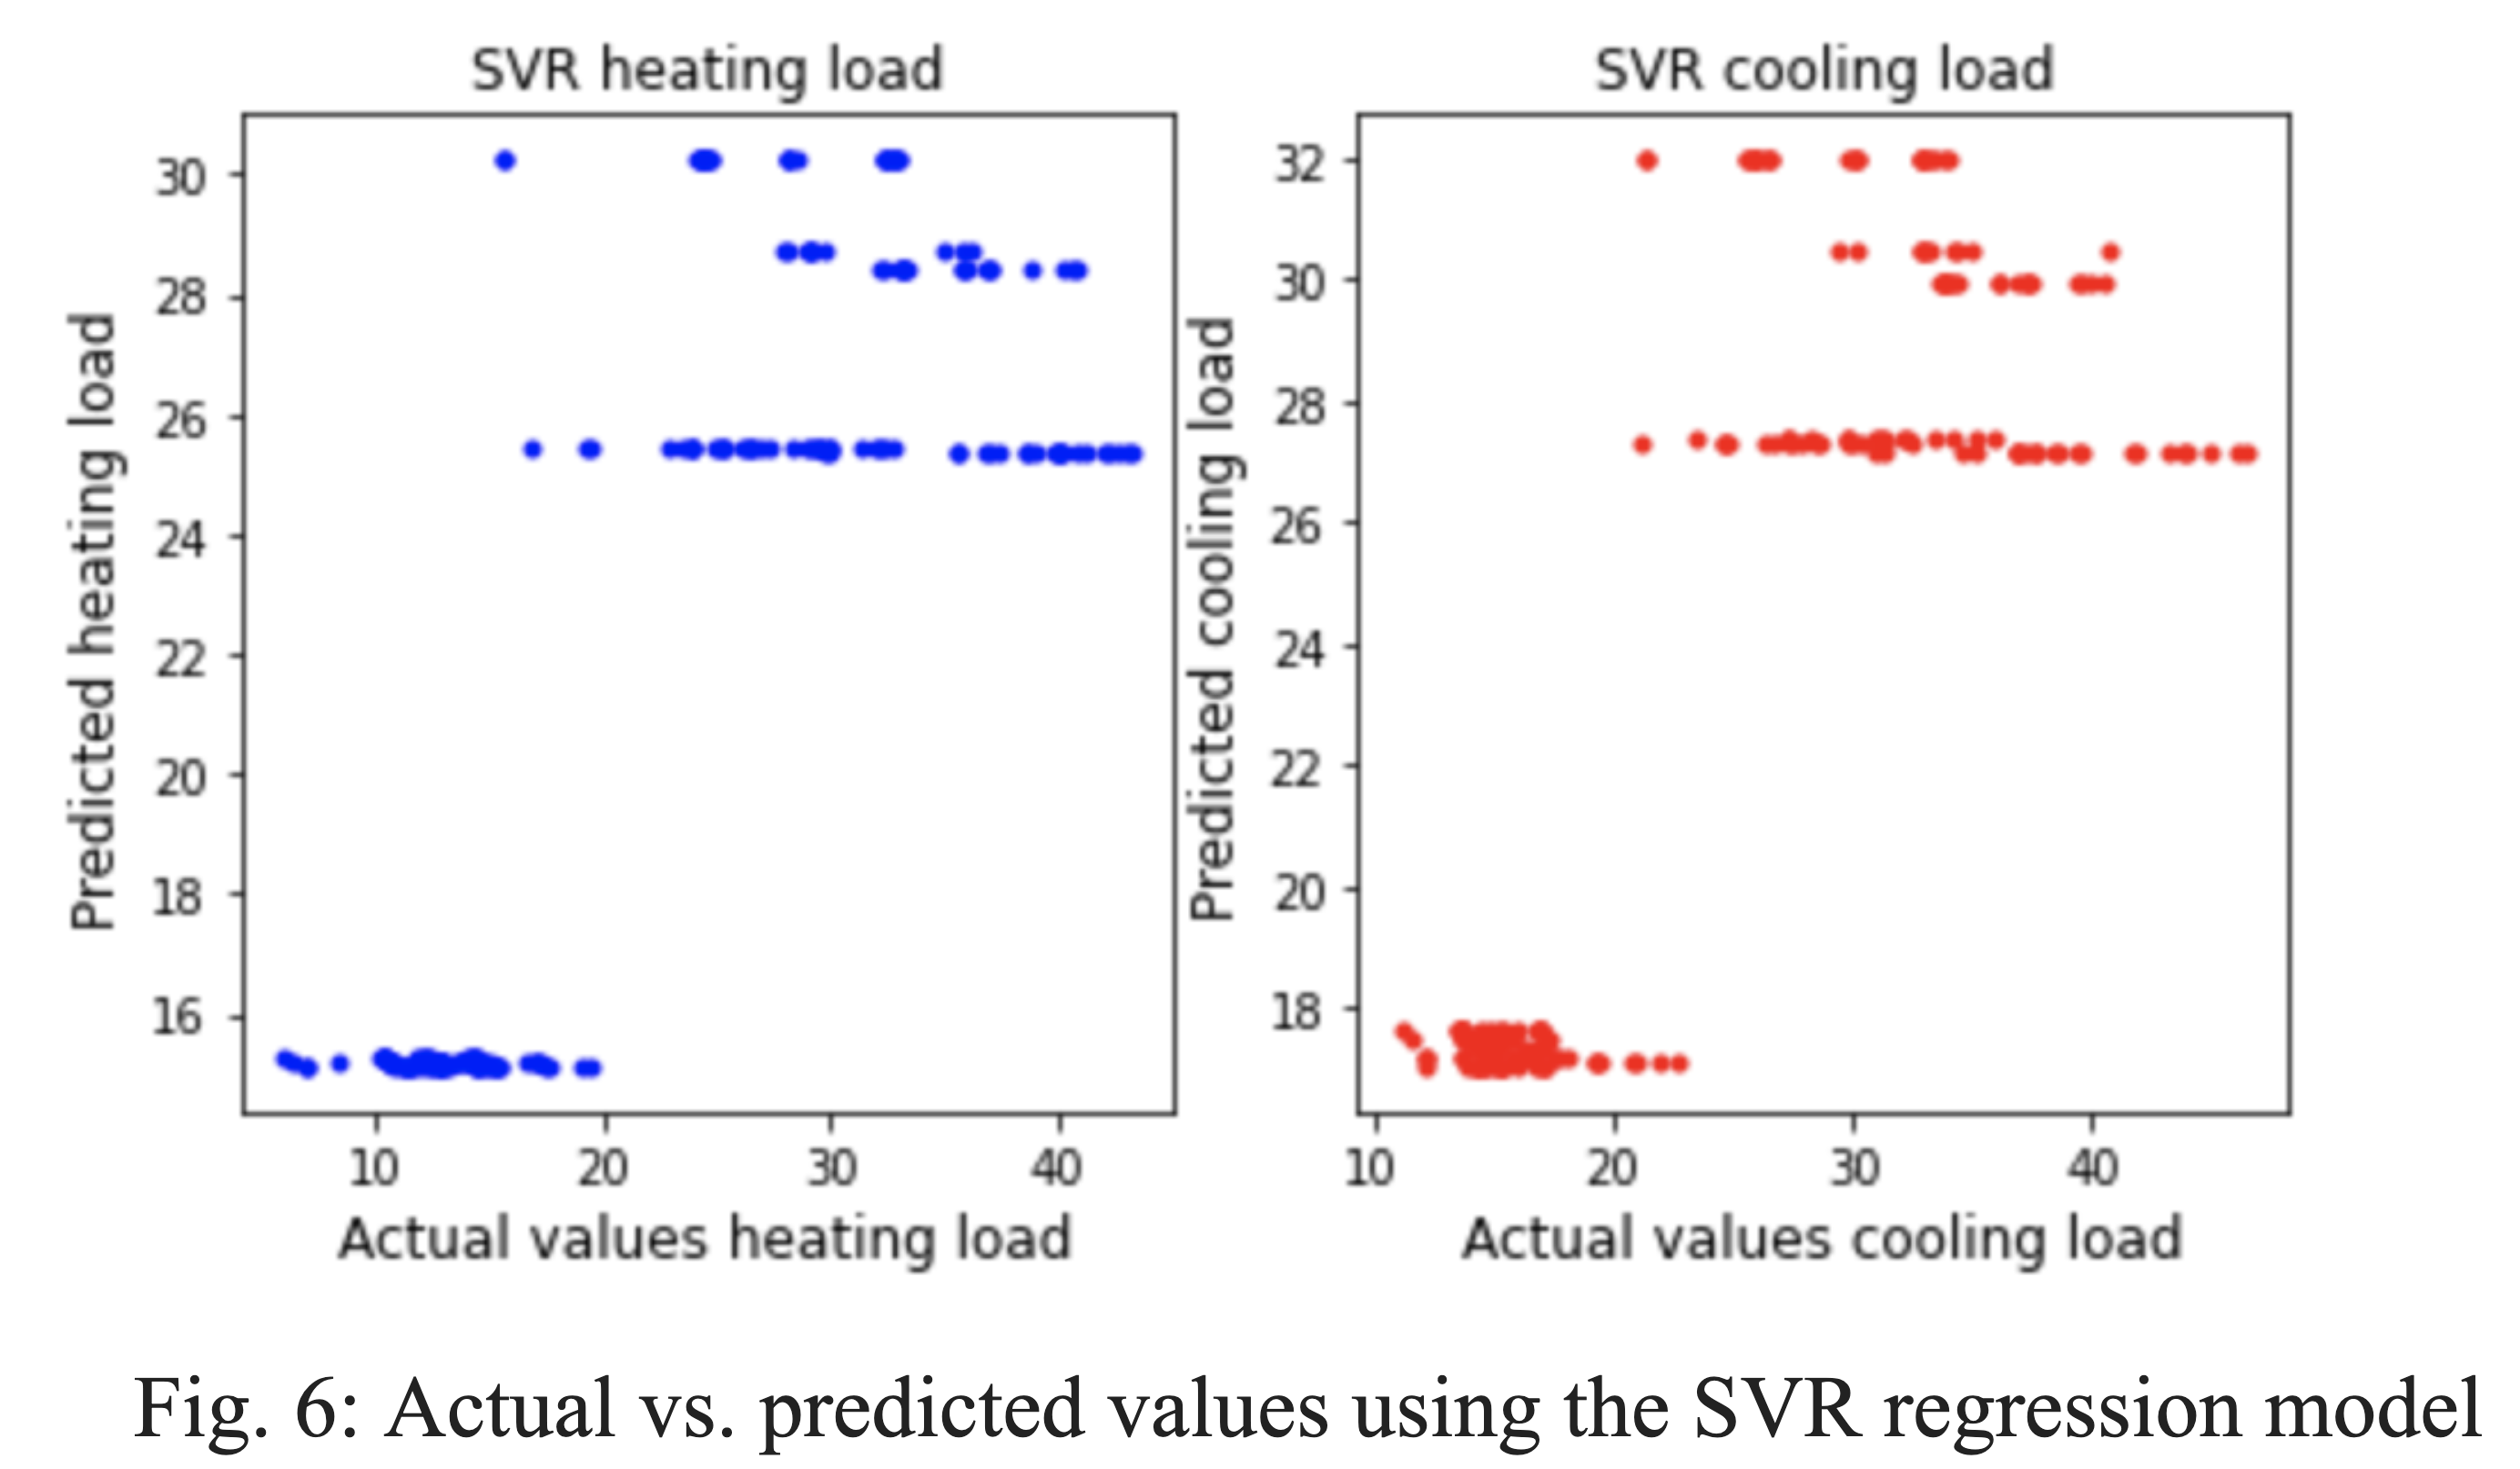 SVR heating load
30
28
26
24
22
20
18
16
Predicted heating load
10 20 30 40
Actual values heating load
SVR cooling load
32
30
28
26
24
22
20
18
Predicted cooling load
10 20 30 40
Actual values cooling load
Fig. 6: Actual vs. predicted values using the SVR regression model